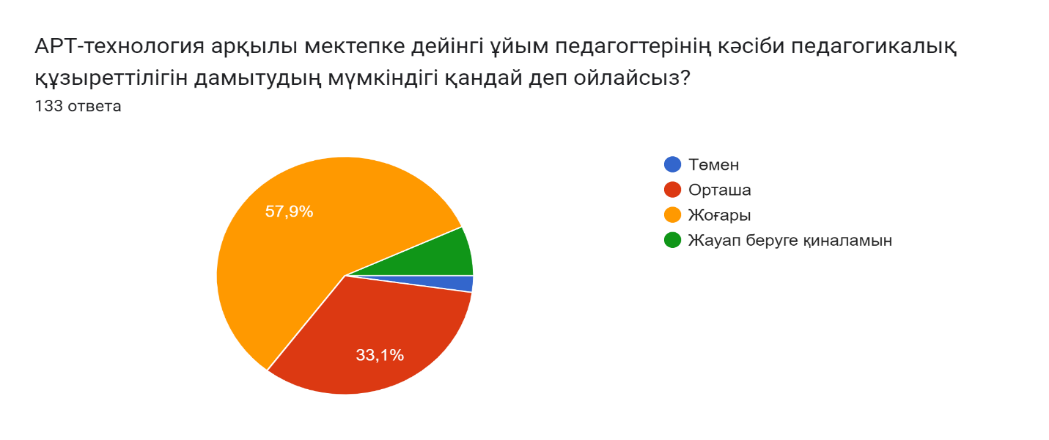 АРТ-технология арқылы мектепке дейінгі ұйым педагогтерінің кәсіби педагогикалық
құзыреттілігін дамытудың мүмкіндігі қандай деп ойлайсыз?
133 ответа
Төмен
Орташа
Жоғары
Жауап беруге қиналамын
57,9%
33,1%